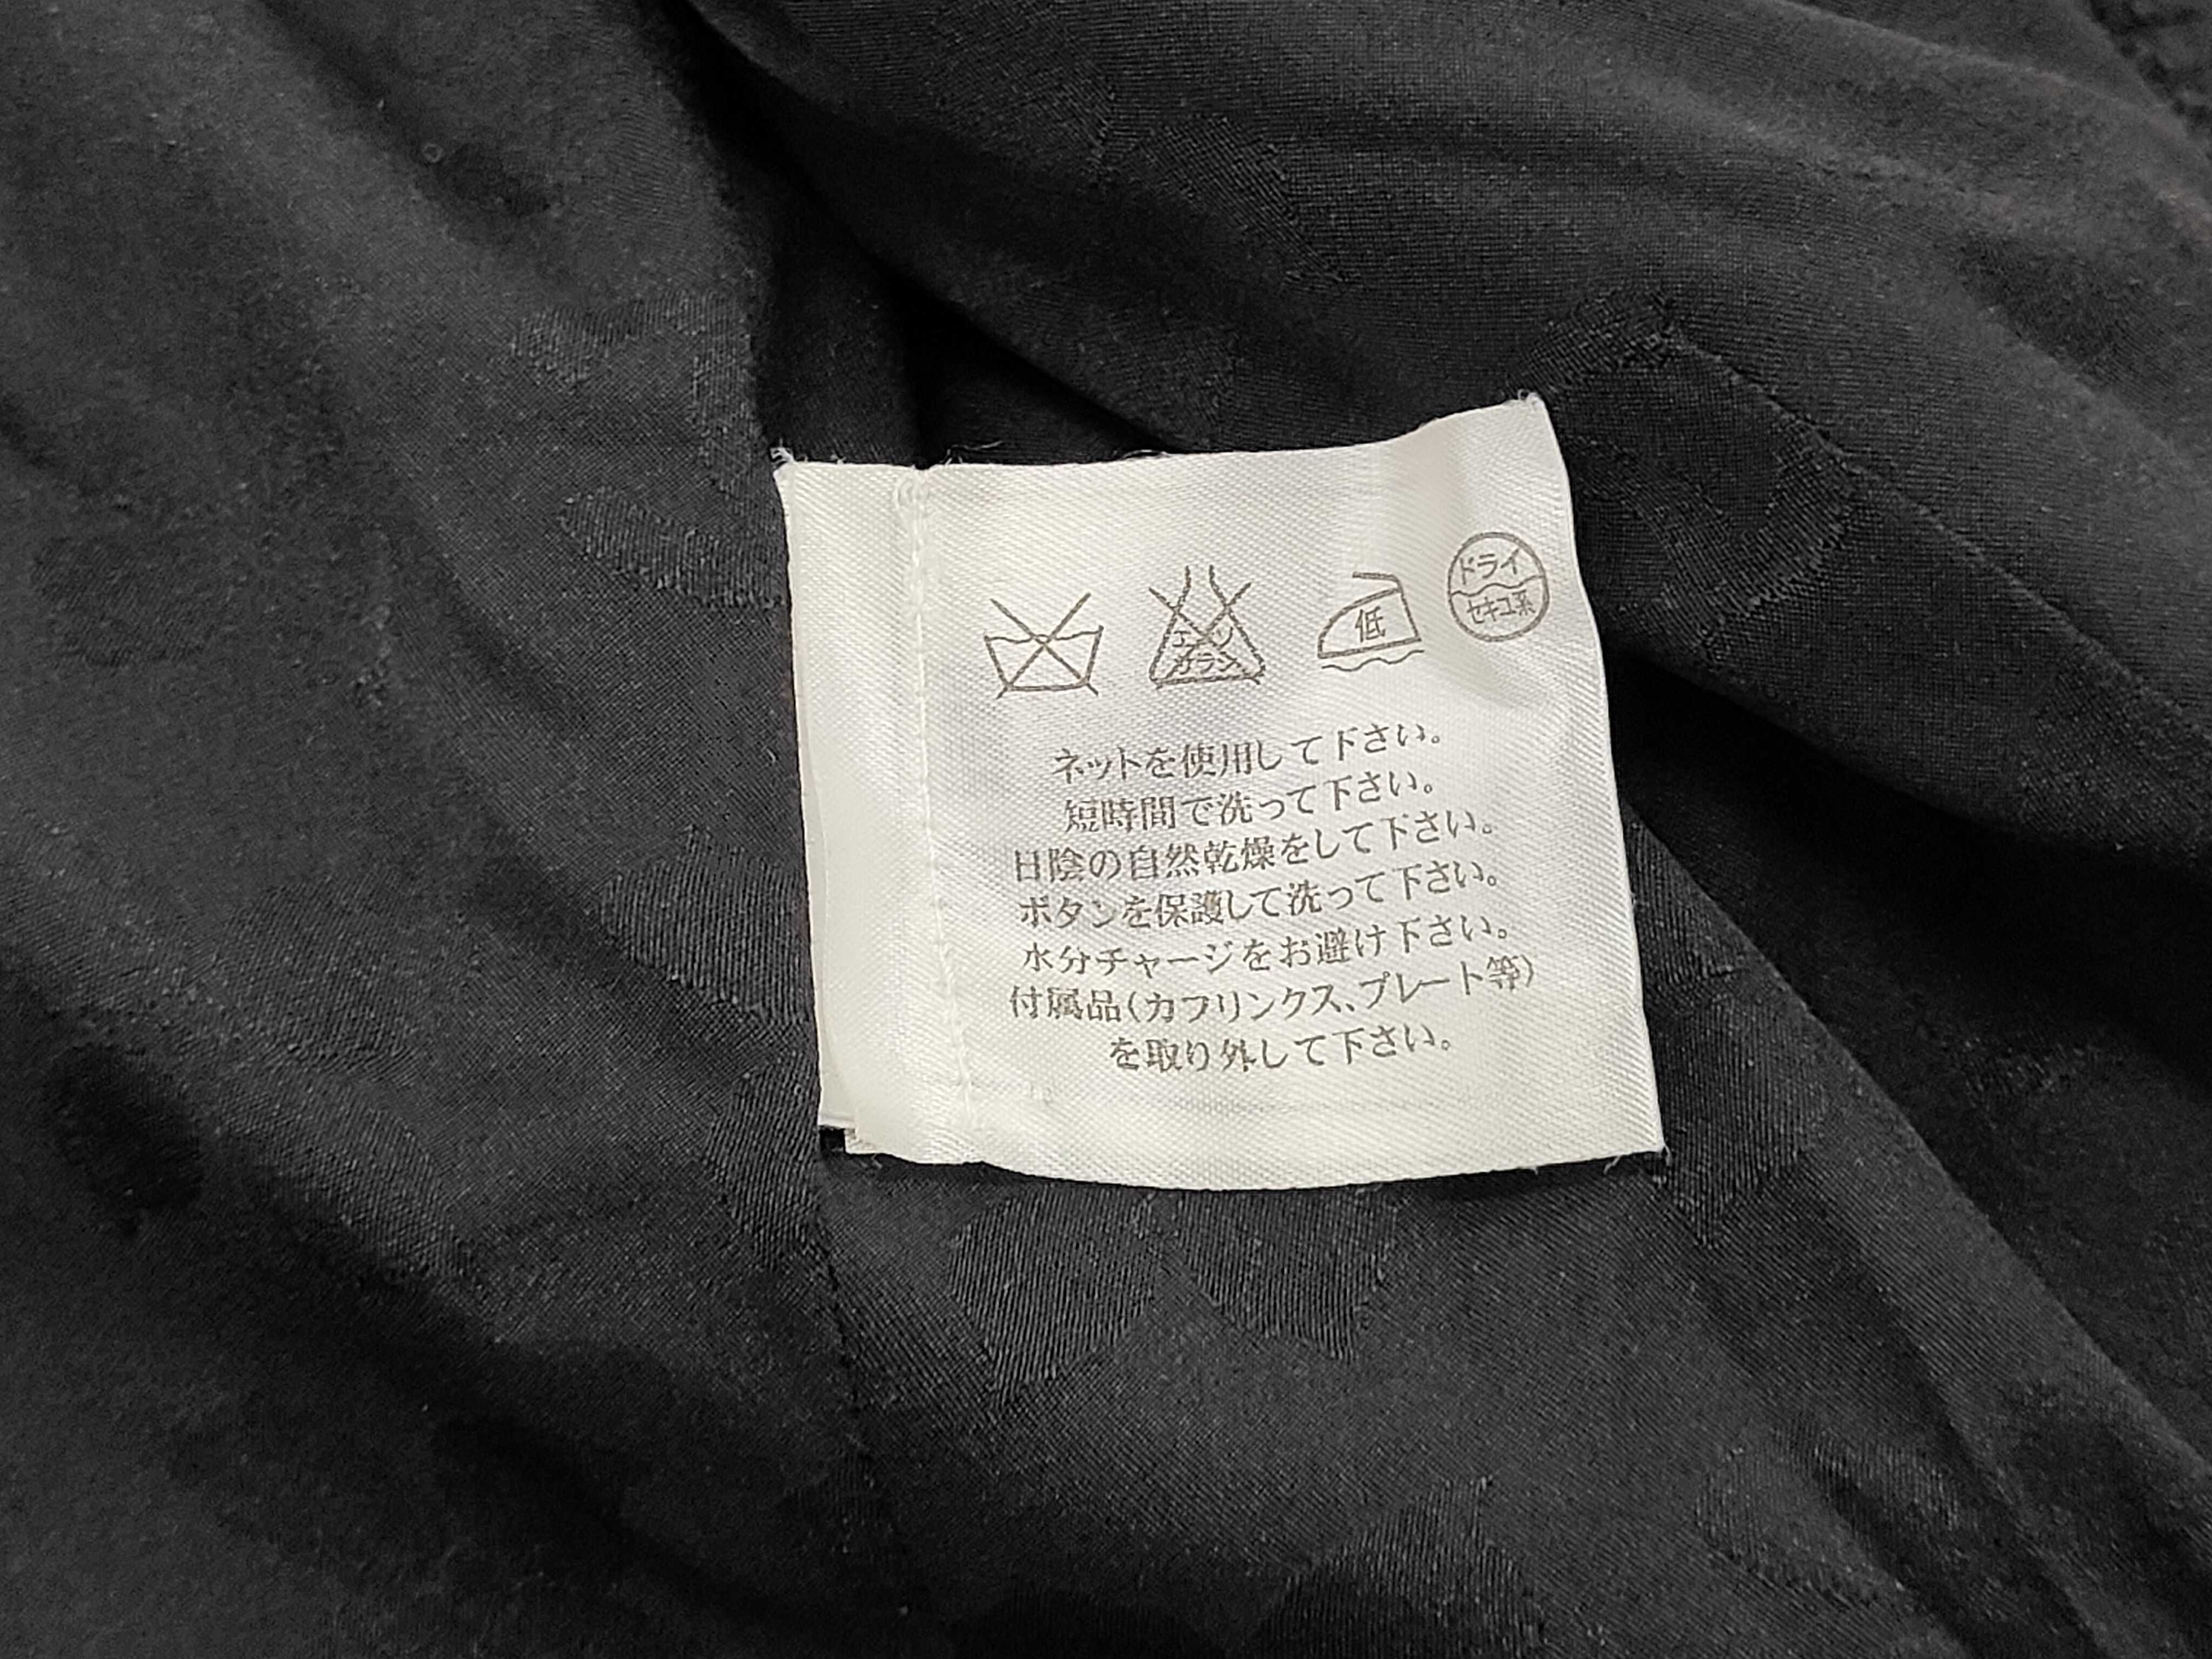 エンソ
カラシ
低
ドライ
セキユ系
ネットを使用して下さい。
短時間で洗って下さい。
日陰の自然乾燥をして下さい。
ボタンを保護して洗って下さい。
水分チャージをお避け下さい。
付属品(カフリンクス、プレート等)
を取り外して下さい。